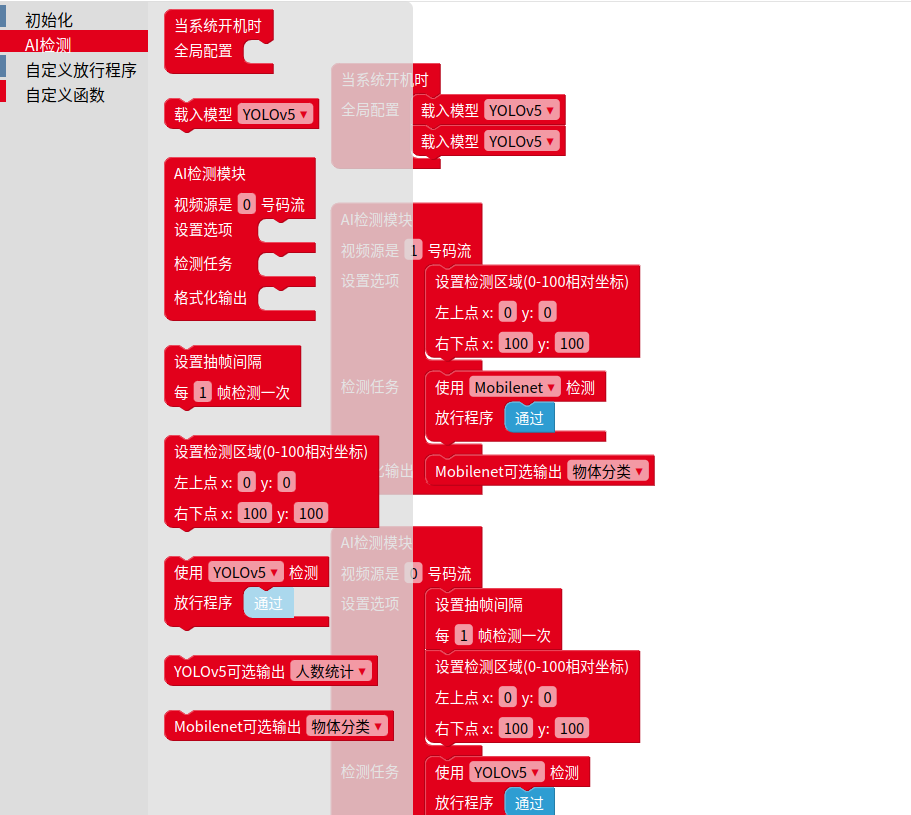 初始化
AI检测
自定义放行程序
自定义函数
当系统开机时
全局配置
载入模型 YOLOv5
AI检测模块
视频源是 0 号码流
设置选项
检测任务
格式化输出
设置抽帧间隔
每 1 帧检测一次
设置检测区域(0-100相对坐标)
左上点 x: 0 y: 0
右下点 x: 100 y: 100
使用 YOLOv5 检测
放行程序 通过
YOLOv5可选输出 人数统计
Mobilenet可选输出 物体分类
当系统开机时
全局配置 载入模型 YOLOv5
载入模型 YOLOv5
AI检测模块
视频源是 1 号码流
设置选项 设置检测区域(0-100相对坐标)
左上点 x: 0 y: 0
右下点 x: 100 y: 100
检测任务 使用 Mobilenet 检测
放行程序 通过
化输出 Mobilenet可选输出 物体分类
AI检测模块
视频源是 0 号码流
设置选项 设置抽帧间隔
每 1 帧检测一次
设置检测区域(0-100相对坐标)
左上点 x: 0 y: 0
右下点 x: 100 y: 100
检测任务 使用 YOLOv5 检测
放行程序 通过